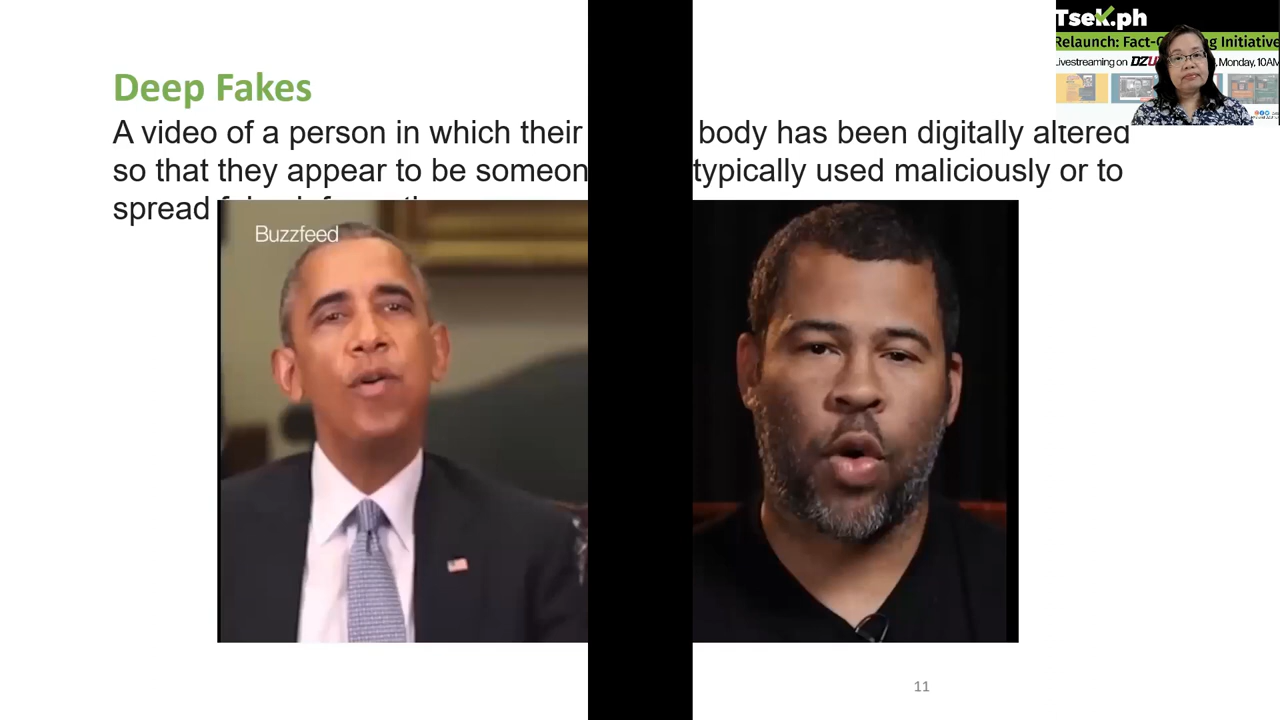 Tsek.ph
Relaunch: Fact-C g Initiative
Livestreaming on DZU , Monday, 10AM
Deep Fakes
A video of a person in which their body has been digitally altered
so that they appear to be someon typically used maliciously or to
spread
Buzzfeed
11